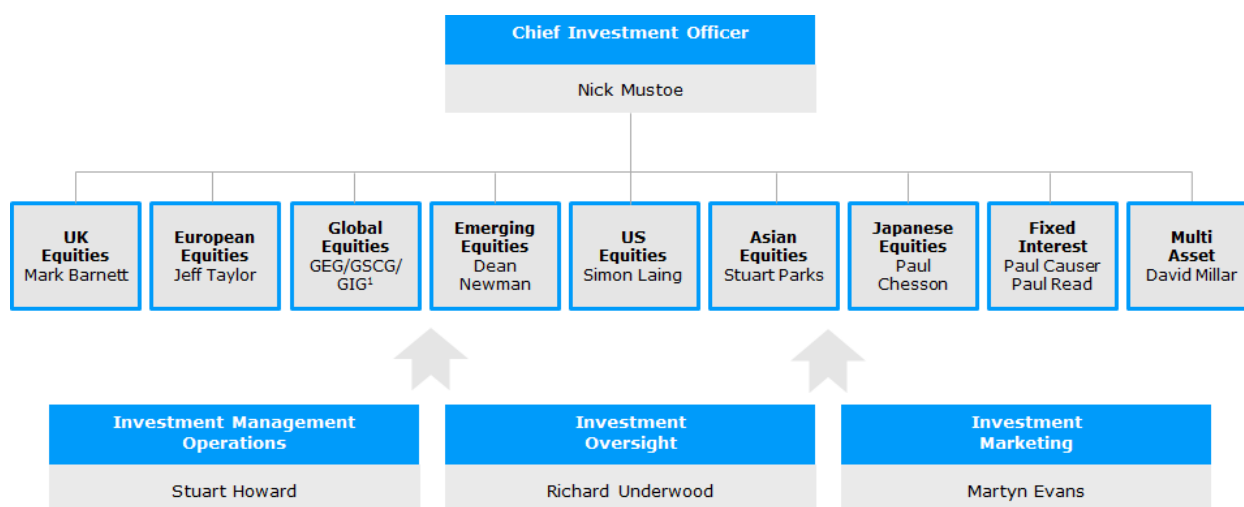 Chief Investment Officer
Nick Mustoe
UK
Equities
Mark Barnett
European
Equities
Jeff Taylor
Global
Equities
GEG/GSCG/
GIG¹
Emerging
Equities
Dean
Newman
US
Equities
Simon Laing
Asian
Equities
Stuart Parks
Japanese
Equities
Paul
Chesson
Fixed
Interest
Paul Causer
Paul Read
Multi
Asset
David Millar
Investment Management
Operations
Stuart Howard
Investment
Oversight
Richard Underwood
Investment
Marketing
Martyn Evans